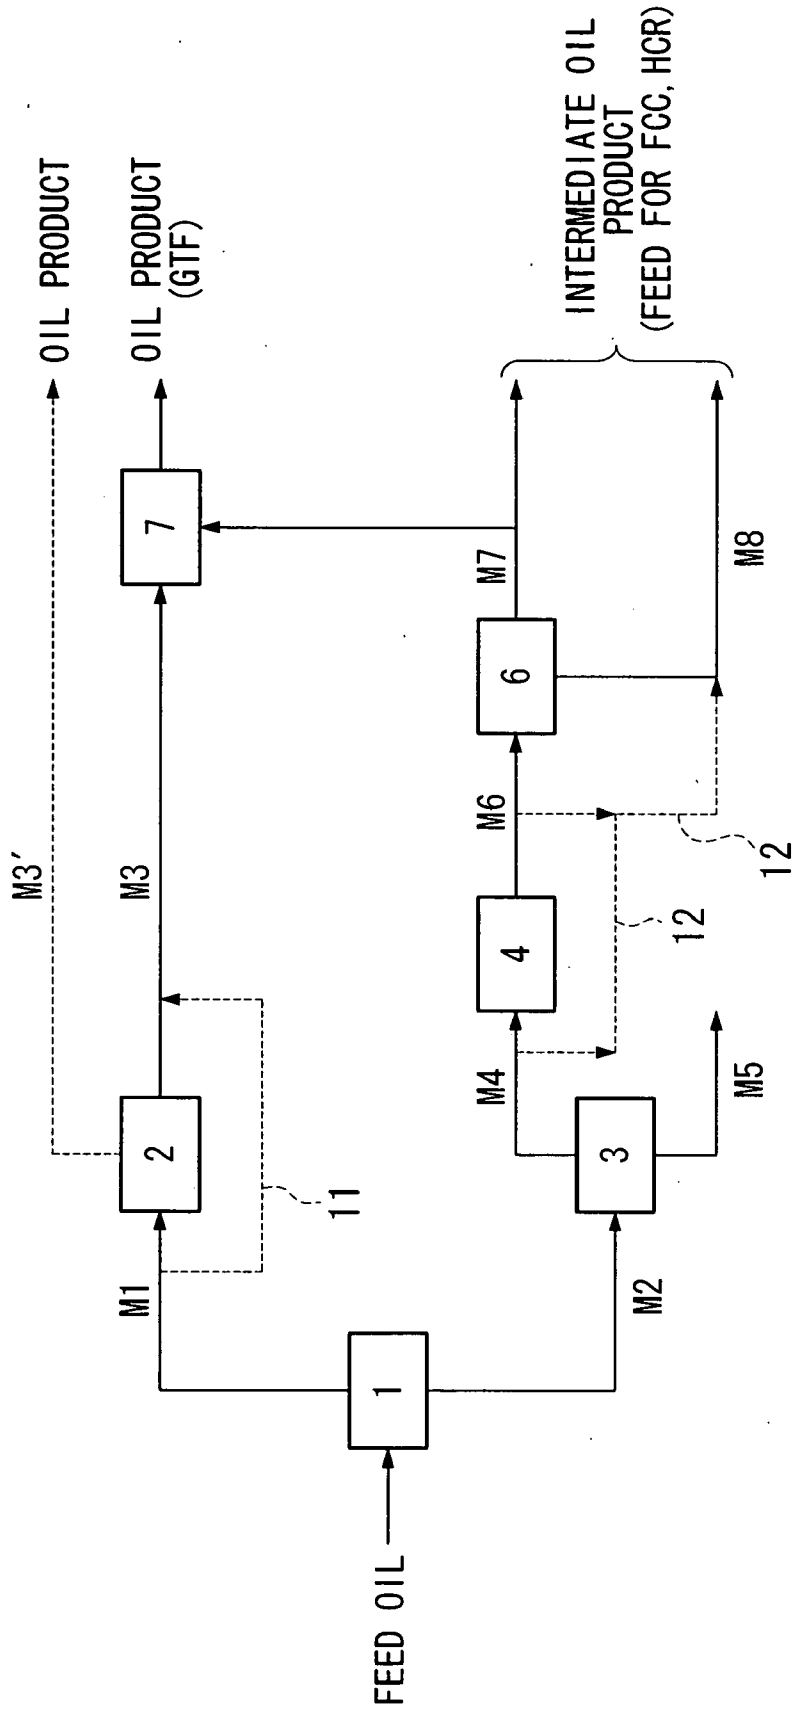 FEED OIL
1
M1
M2
2
11
M3'
M3
OIL PRODUCT
7
OIL PRODUCT
(GTF)
3
M4
M5
4
12
M6
12
6
M7
M8
INTERMEDIATE OIL
PRODUCT
(FEED FOR FCC, HCR)